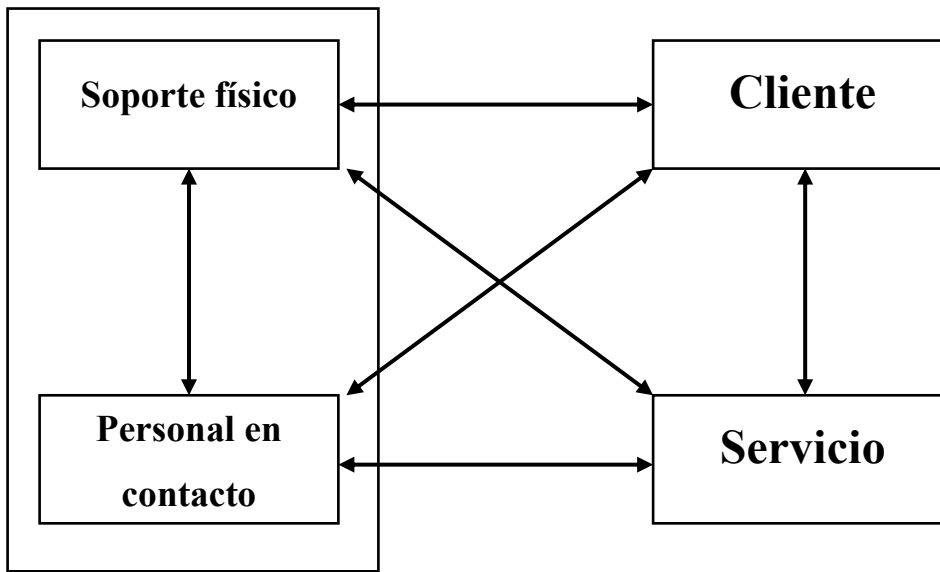 Soporte físico
Cliente
Personal en
contacto
Servicio